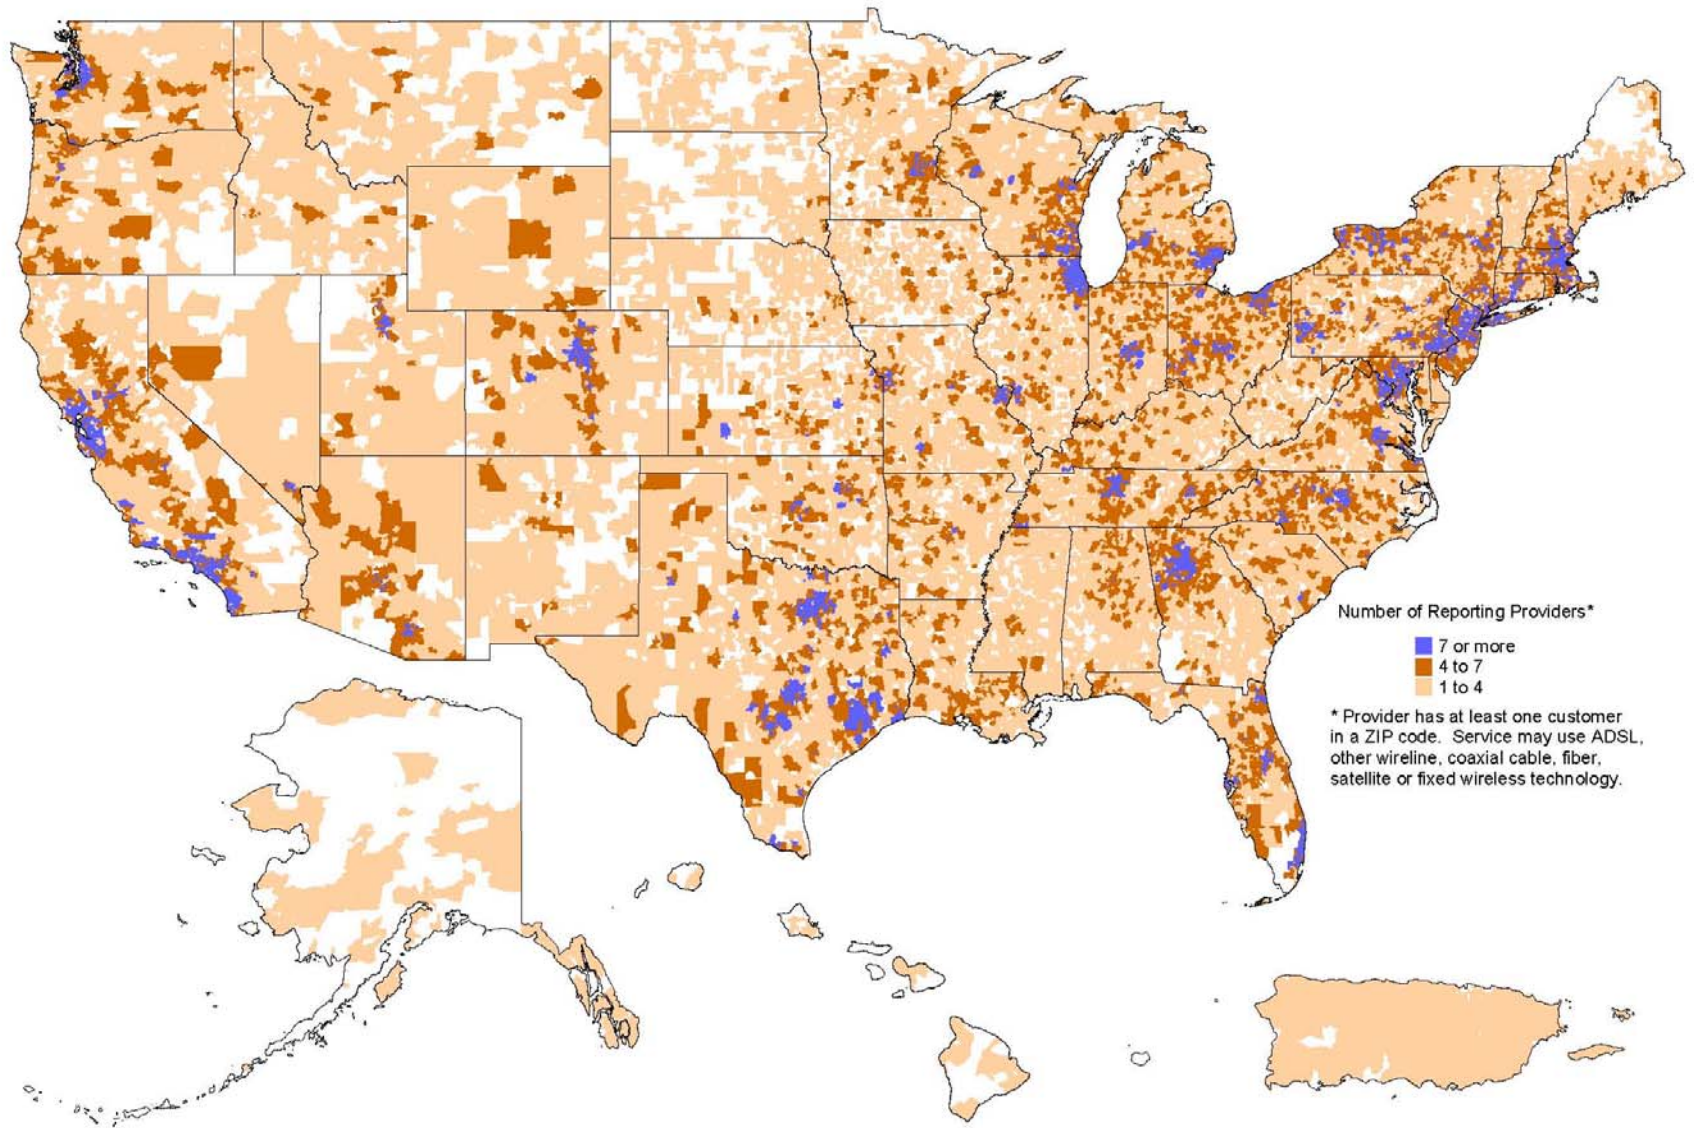 Number of Reporting Providers*
7 or more
4 to 7
1 to 4
* Provider has at least one customer
in a ZIP code. Service may use ADSL,
other wireline, coaxial cable, fiber,
satellite or fixed wireless technology.